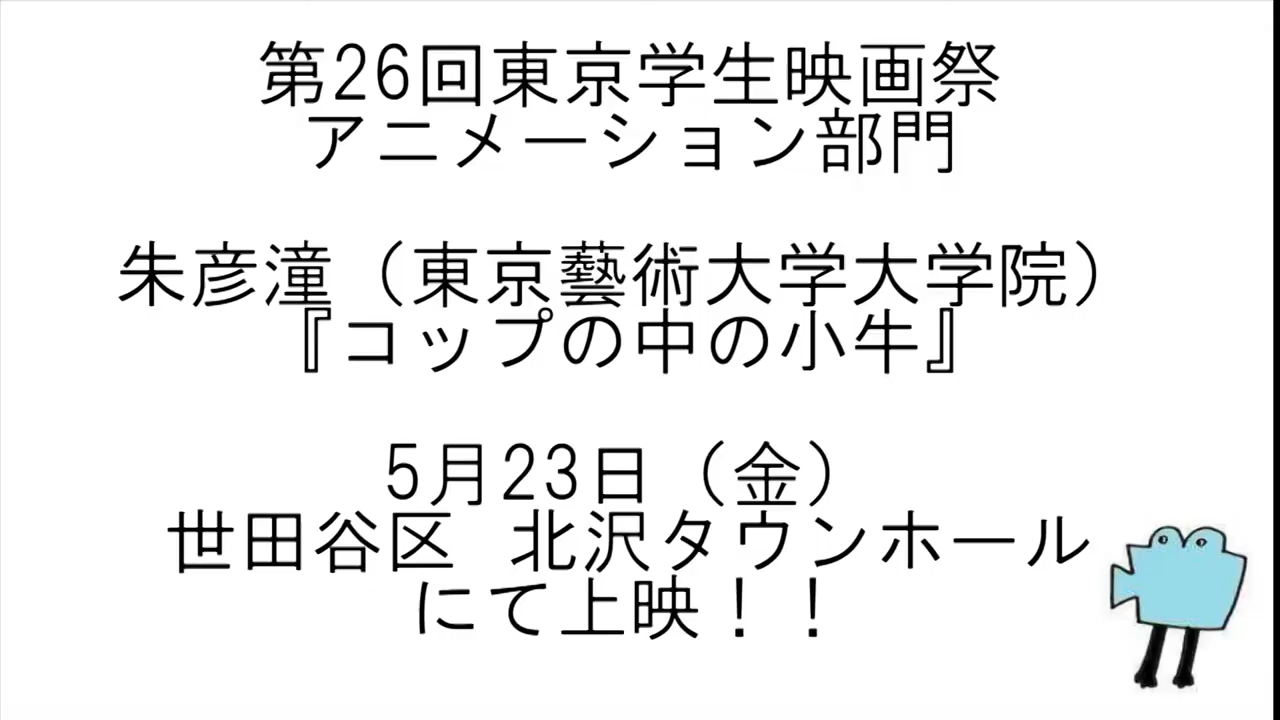 第26回東京学生映画祭
アニメーション部門
朱彦潼（東京藝術大学大学院）
『コップの中の小牛』
5月23日（金）
世田谷区　北沢タウンホール
にて上映！！